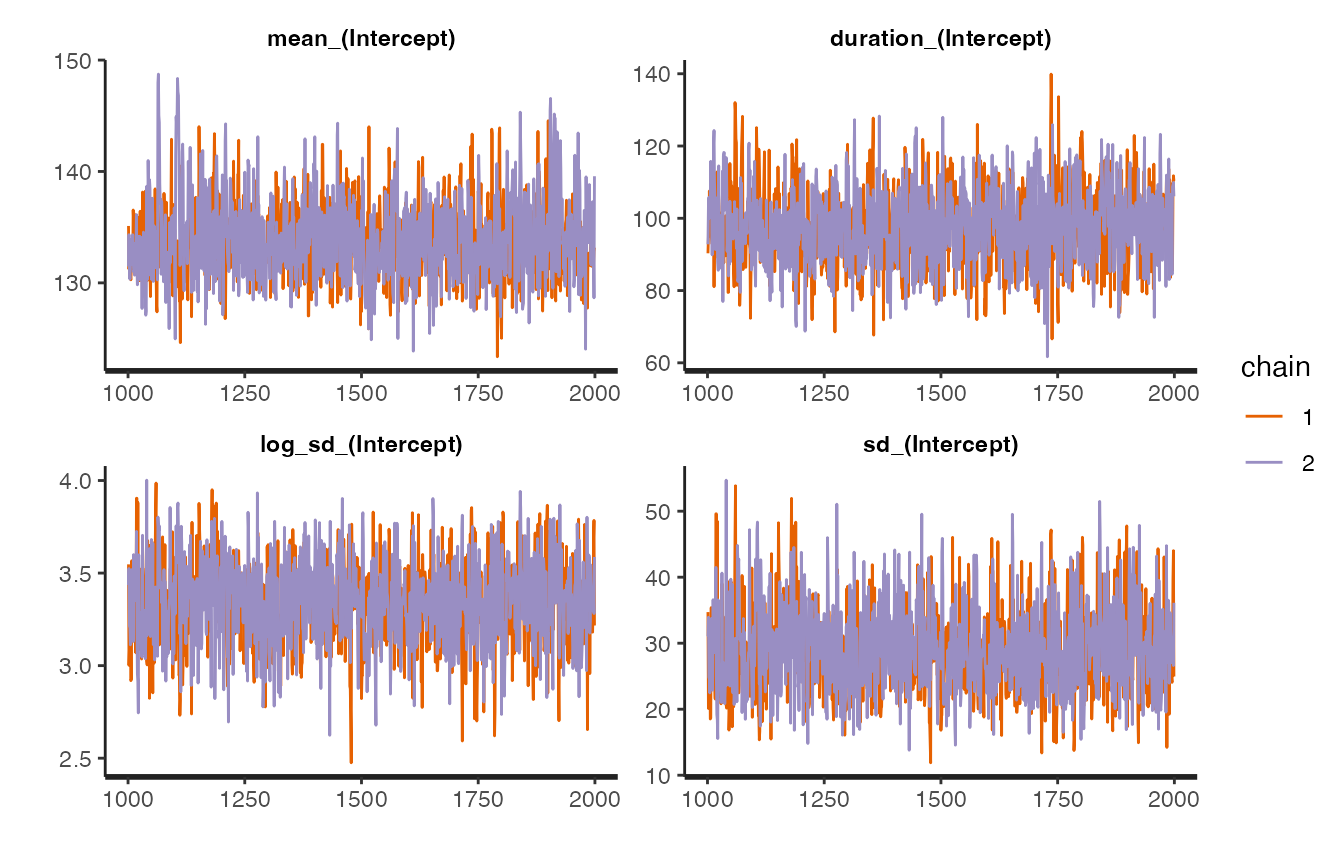 mean_(Intercept)
150
140
130
1000 1250 1500 1750 2000
duration_(Intercept)
140
120
100
80
60
1000 1250 1500 1750 2000
log_sd_(Intercept)
4.0
3.5
3.0
2.5
1000 1250 1500 1750 2000
sd_(Intercept)
50
40
30
20
10
1000 1250 1500 1750 2000
chain
1
2